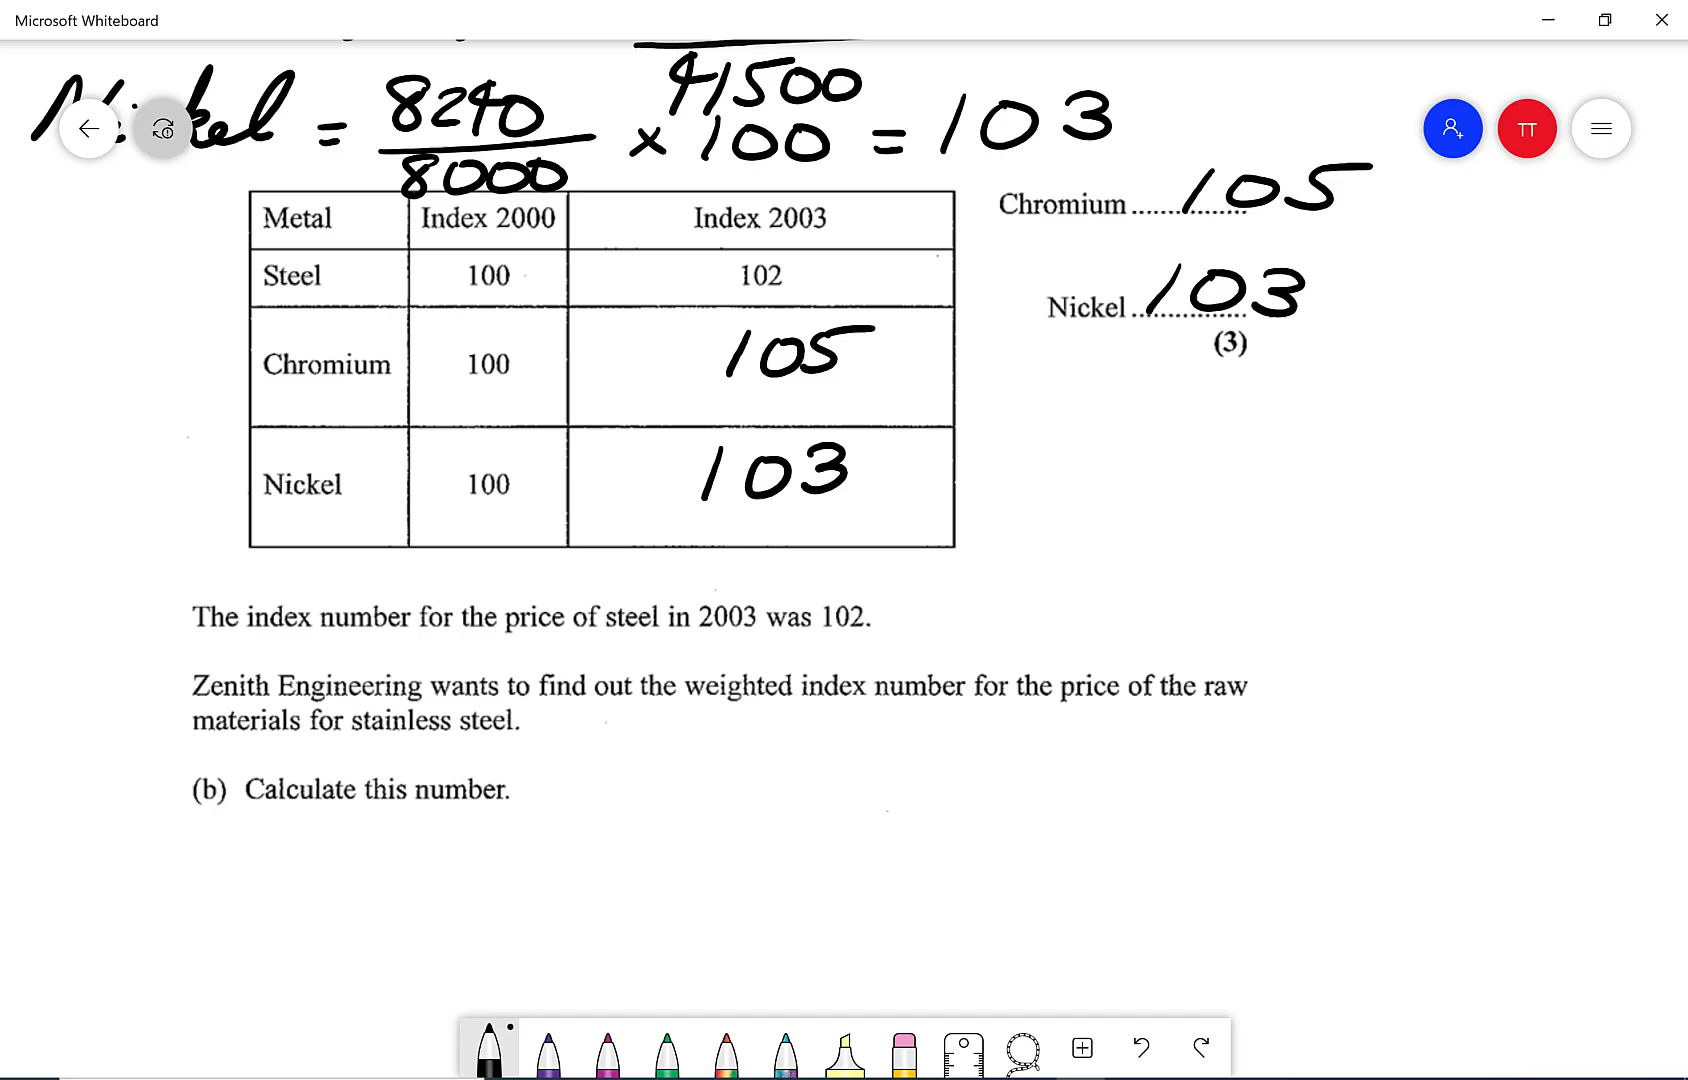 Microsoft Whiteboard
41500
= 8240 × 100 = 103
8000
TT
Metal Index 2000 Index 2003
Steel 100 102
Chromium 100 105
Nickel 100 103
Chromium ................ 105
Nickel ................ 103
(3)
The index number for the price of steel in 2003 was 102.
Zenith Engineering wants to find out the weighted index number for the price of the raw
materials for stainless steel.
(b) Calculate this number.